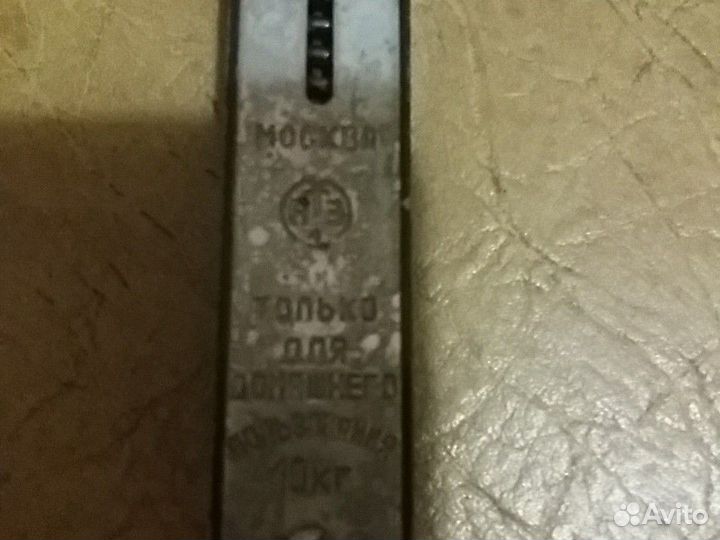 МОСКВА
ТОЛЬКО
ДЛЯ
ДОМАШНЕГО
ПОЛЬЗОВАНИЯ
10КГ
Avito